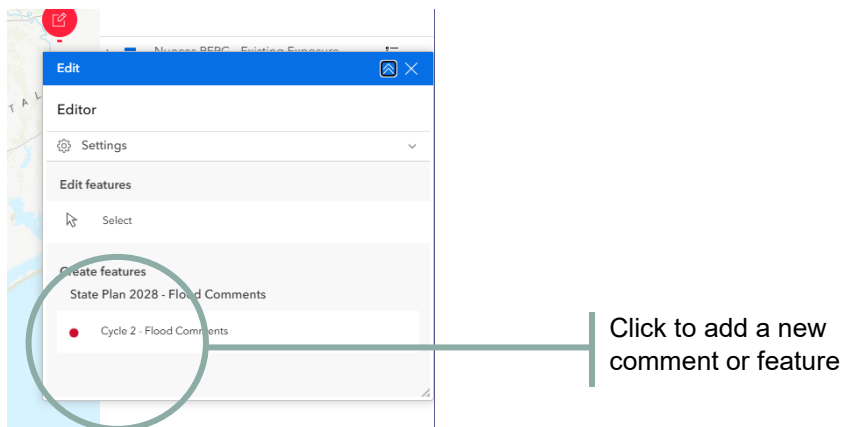 Edit
T A L
Editor
Settings
Edit features
Select
Create features
State Plan 2028 - Flood Comments
Cycle 2 - Flood Comments
Click to add a new
comment or feature